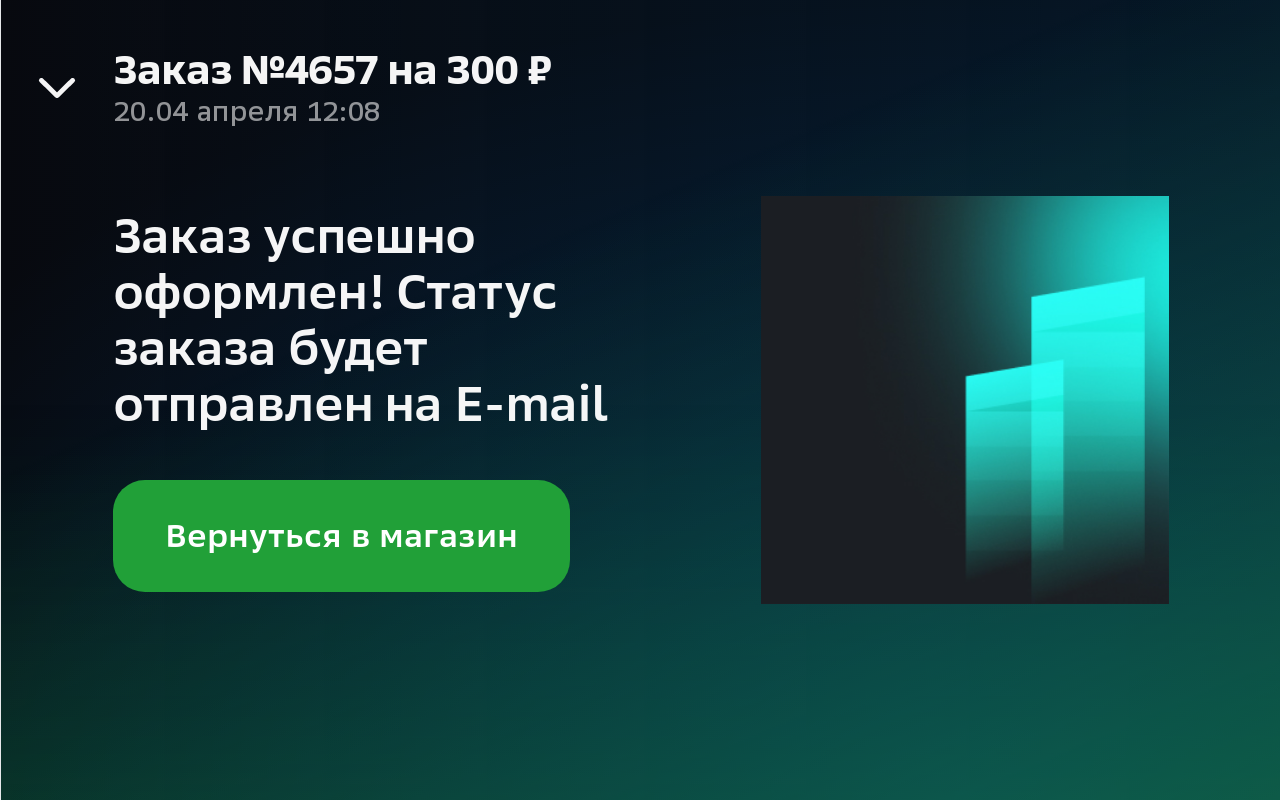 Заказ №4657 на 300 ₽
20.04 апреля 12:08
Заказ успешно
оформлен! Статус
заказа будет
отправлен на E-mail
Вернуться в магазин